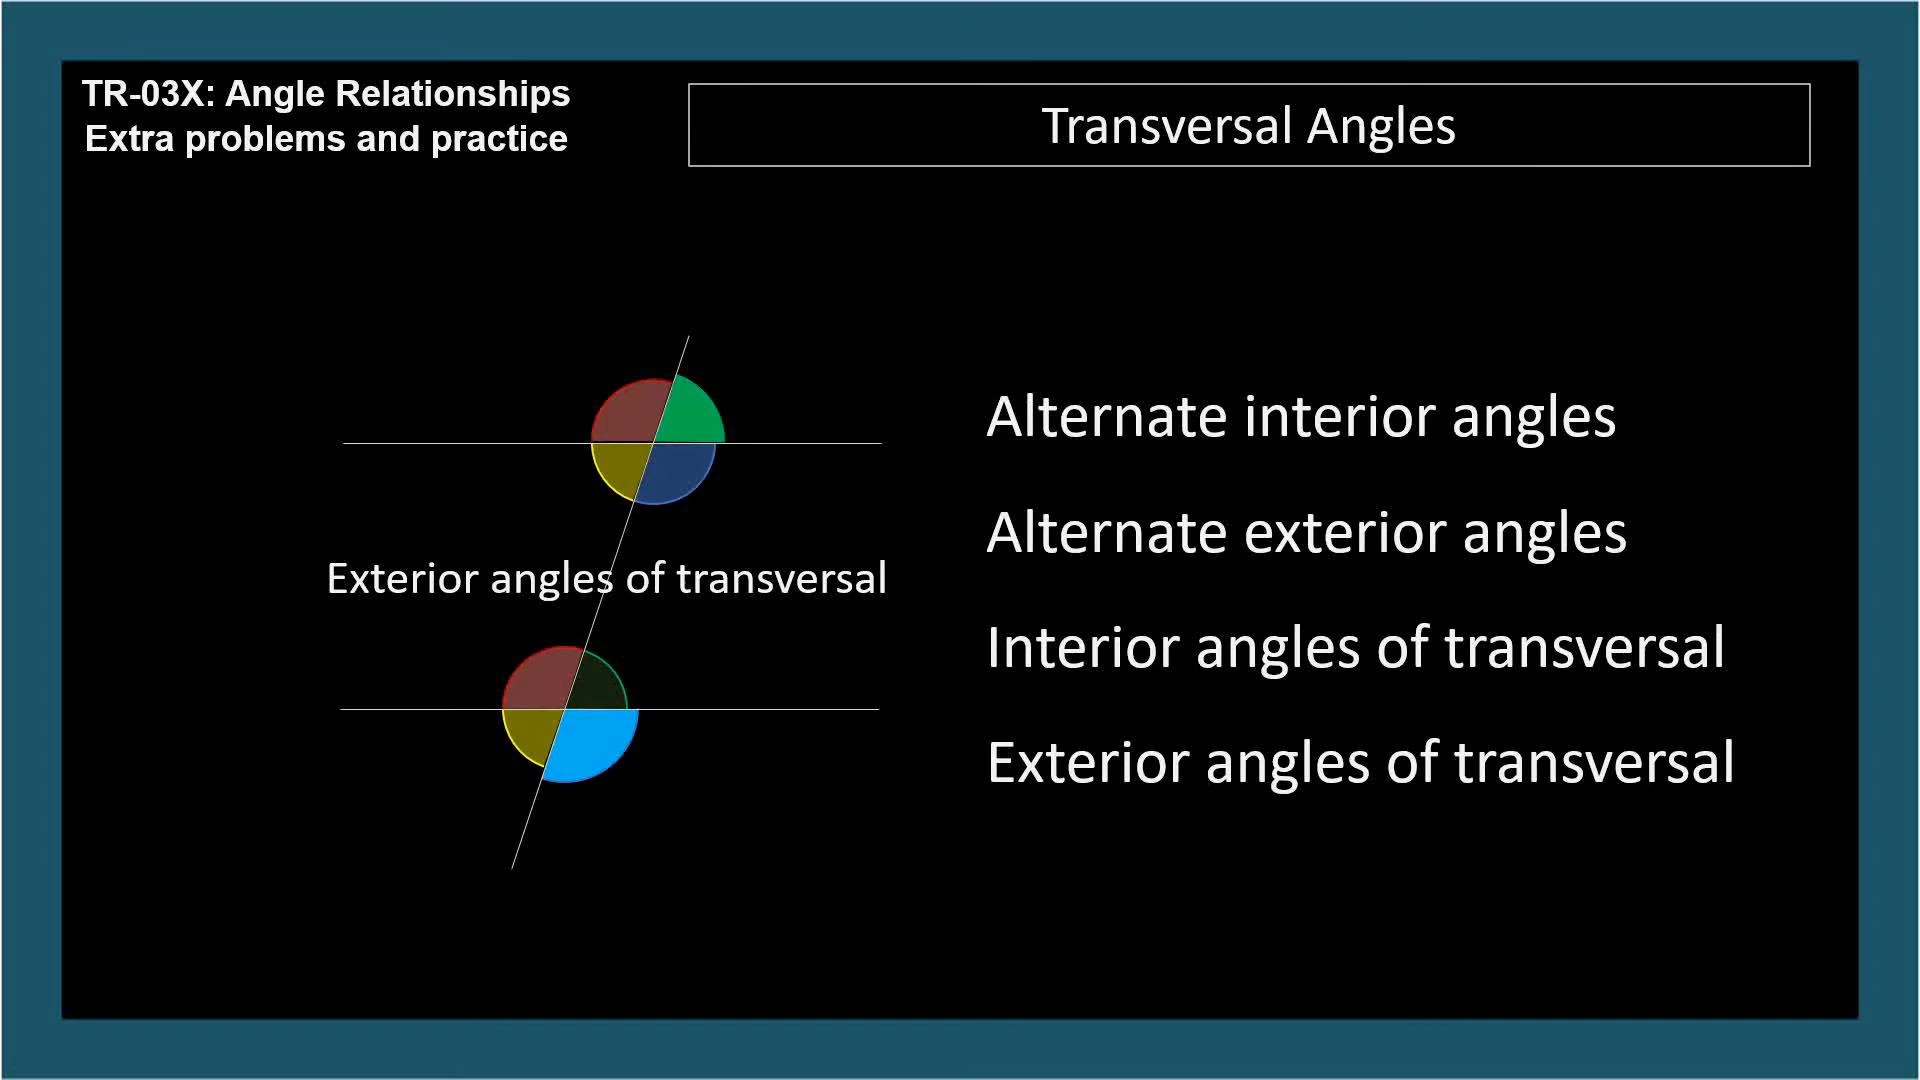 TR-03X: Angle Relationships
Extra problems and practice
Transversal Angles
Exterior angles of transversal
Alternate interior angles
Alternate exterior angles
Interior angles of transversal
Exterior angles of transversal